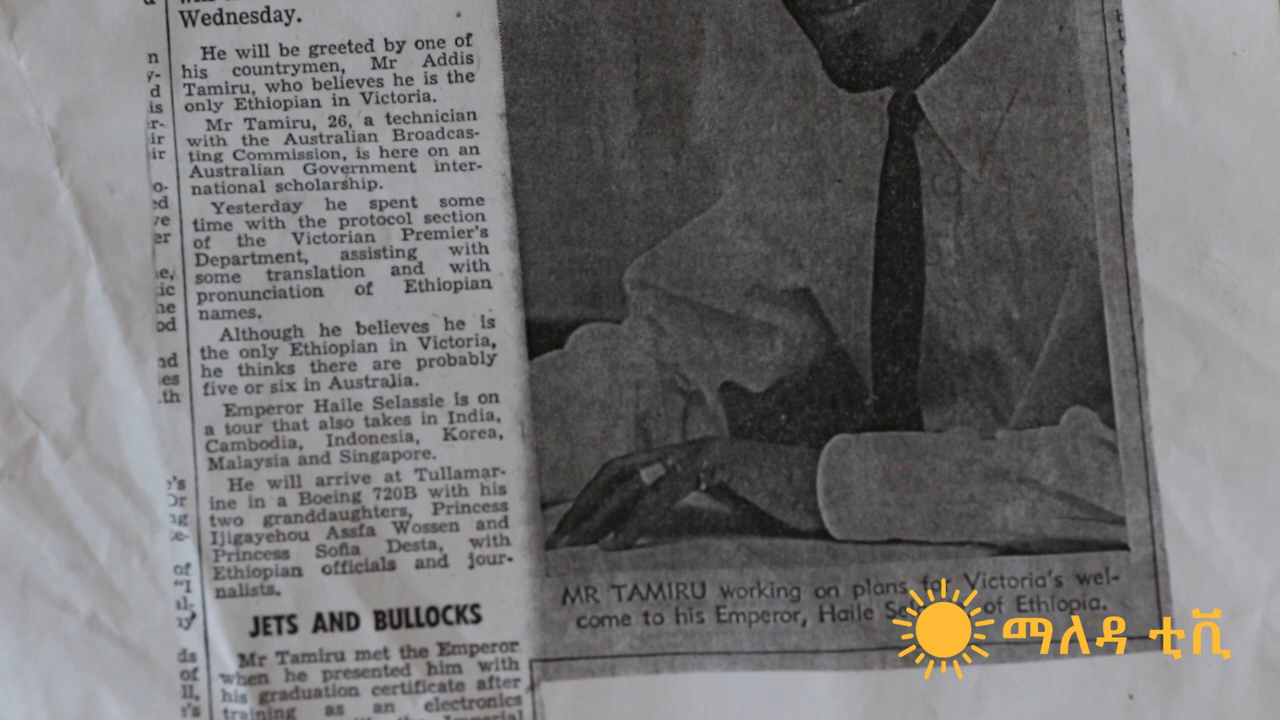 Wednesday.
He will be greeted by one of
his countrymen, Mr Addis
Tamiru, who believes he is the
only Ethiopian in Victoria.
Mr Tamiru, 26, a technician
with the Australian Broadcas-
ting Commission, is here on an
Australian Government inter-
national scholarship.
Yesterday he spent some
time with the protocol section
of the Victorian Premier's
Department, assisting with
some translation and with
pronunciation of Ethiopian
names.
Although he believes he is
the only Ethiopian in Victoria,
he thinks there are probably
five or six in Australia.
Emperor Haile Selassie is on
a tour that also takes in India,
Cambodia, Indonesia, Korea,
Malaysia and Singapore.
He will arrive at Tullamar-
ine in a Boeing 720B with his
two granddaughters, Princess
Ijigayehou Assfa Wossen and
Princess Sofia Desta, with
Ethiopian officials and jour-
nalists.
JETS AND BULLOCKS
Mr Tamiru met the Emperor
when he presented him with
his graduation certificate after
training as an electronics
MR TAMIRU working on plans for Victoria's wel-
come to his Emperor, Haile of Ethiopia.
ማለዳ ቲቪ